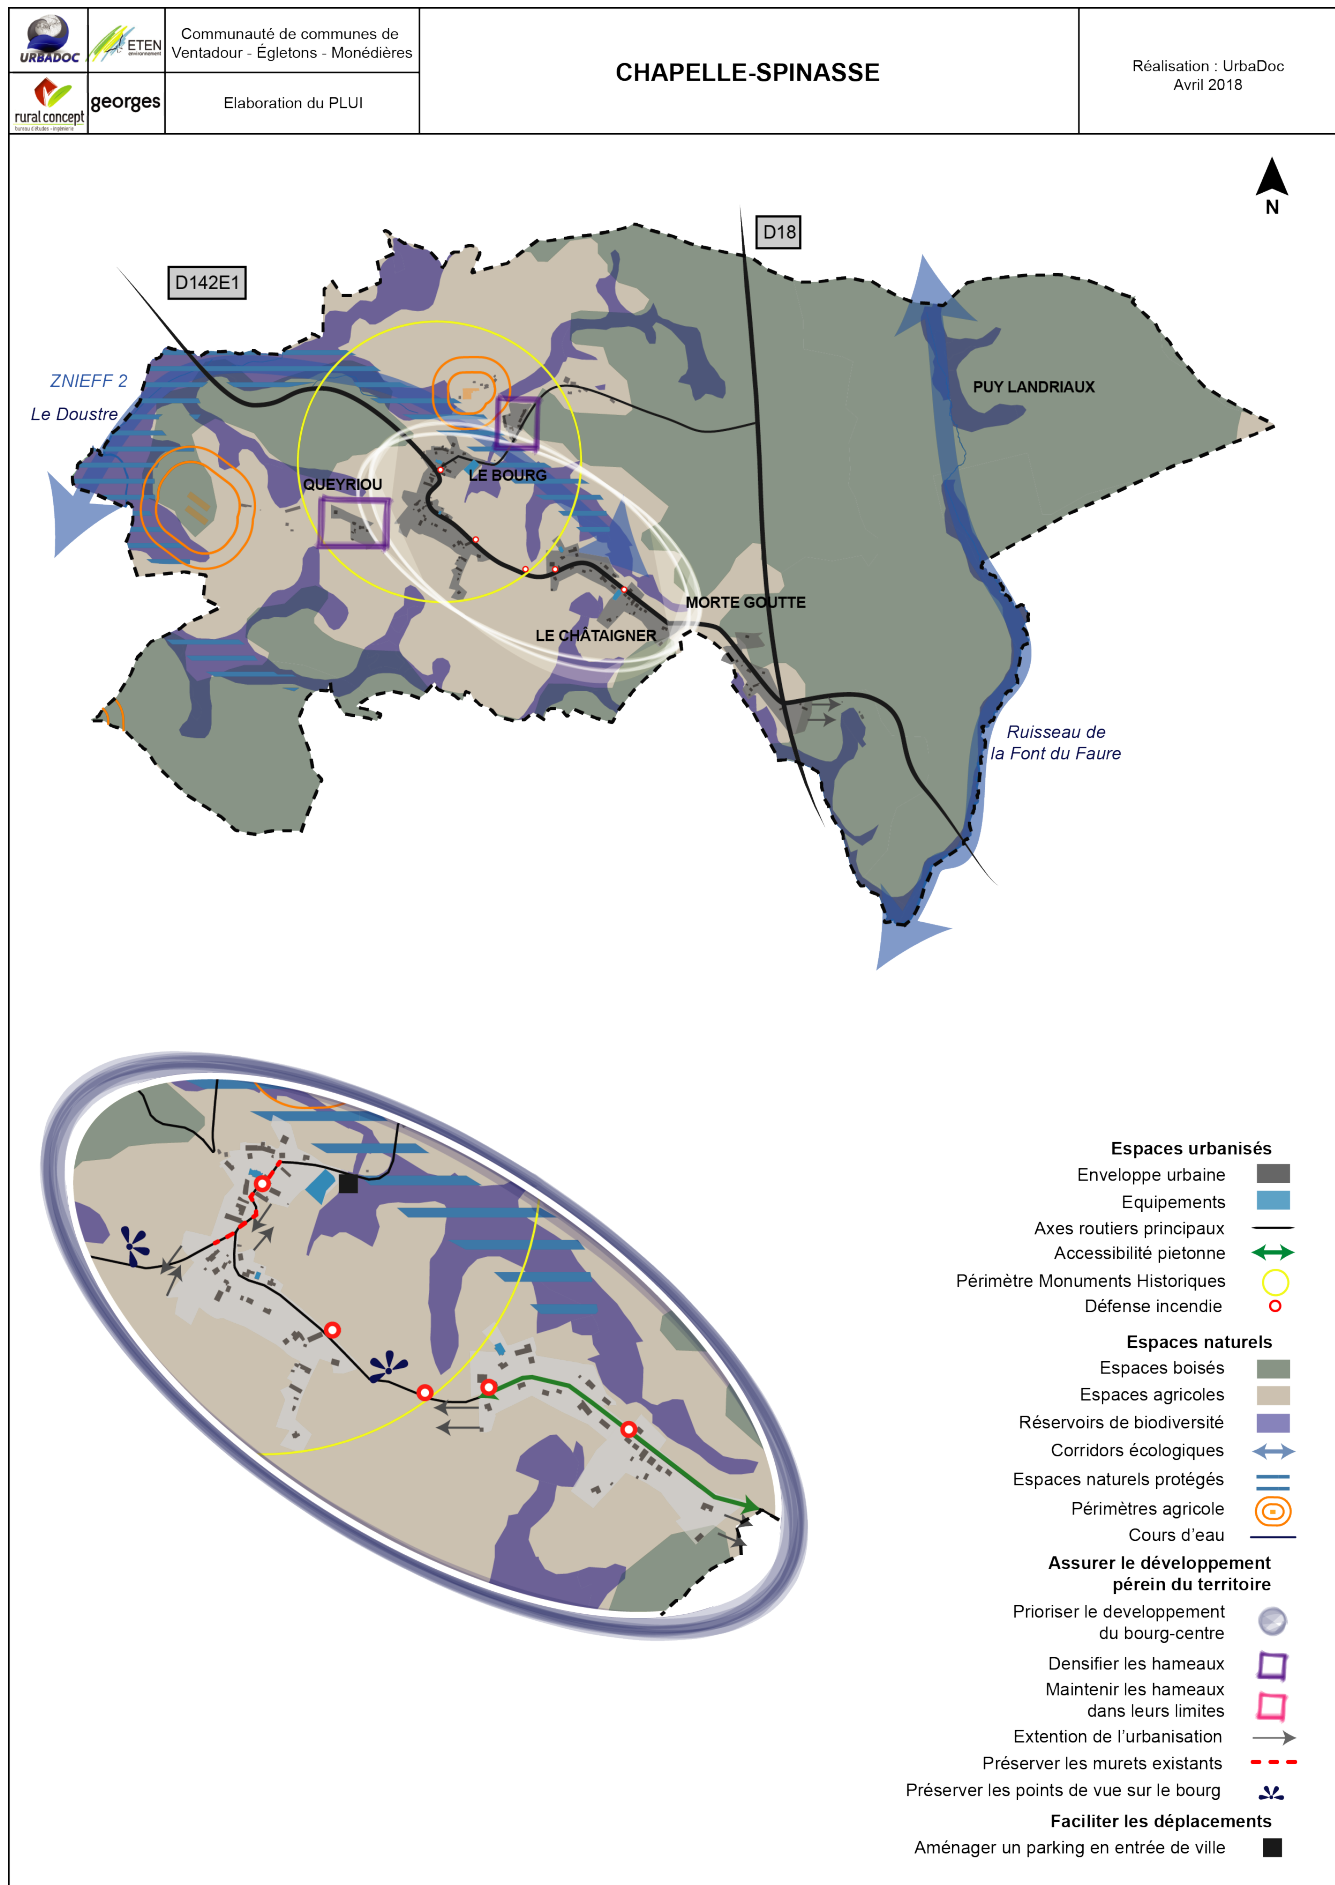 URBADOC
ETEN
environnement
rural concept
bureau d'études - ingénierie
georges
Communauté de communes de
Ventadour - Égletons - Monédières
Elaboration du PLUI
CHAPELLE-SPINASSE
Réalisation : UrbaDoc
Avril 2018
N
D18
D142E1
ZNIEFF 2
Le Doustre
PUY LANDRIAUX
QUEYRIOU
LE BOURG
MORTE GOUTTE
LE CHÂTAIGNER
Ruisseau de
la Font du Faure
Espaces urbanisés
Enveloppe urbaine
Equipements
Axes routiers principaux
Accessibilité pietonne
Périmètre Monuments Historiques
Défense incendie
Espaces naturels
Espaces boisés
Espaces agricoles
Réservoirs de biodiversité
Corridors écologiques
Espaces naturels protégés
Périmètres agricole
Cours d'eau
Assurer le développement
pérein du territoire
Prioriser le developpement
du bourg-centre
Densifier les hameaux
Maintenir les hameaux
dans leurs limites
Extention de l'urbanisation
Préserver les murets existants
Préserver les points de vue sur le bourg
Faciliter les déplacements
Aménager un parking en entrée de ville